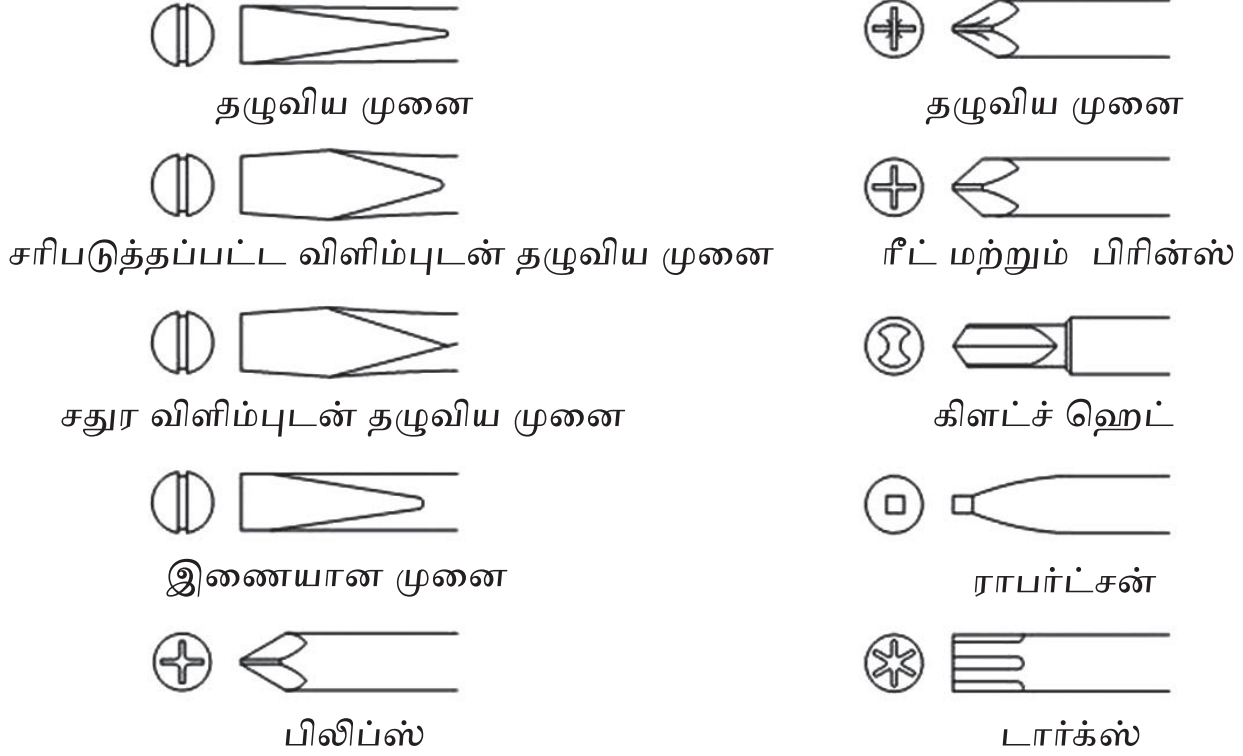 தழுவிய முனை
சரிபடுத்தப்பட்ட விளிம்புடன் தழுவிய முனை
சதுர விளிம்புடன் தழுவிய முனை
இணையான முனை
பிலிப்ஸ்
தழுவிய முனை
ரீட் மற்றும் பிரின்ஸ்
கிளட்ச் ஹெட்
ராபர்ட்சன்
டார்க்ஸ்